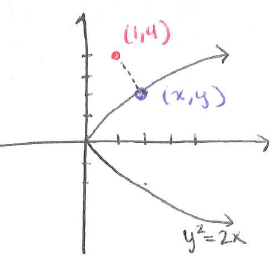 (1,4)
(x,y)
y²=2x